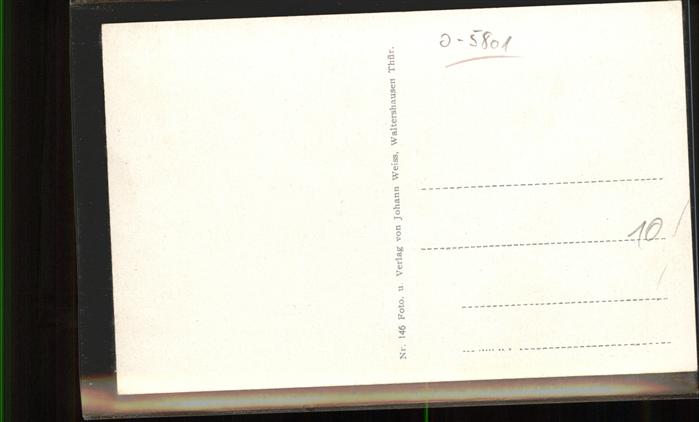 O-5801
Nr. 146 Foto. u. Verlag von Johann Weiss, Waltershausen Thür.
10